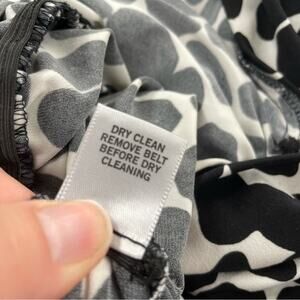 DRY CLEAN
REMOVE BELT
BEFORE DRY
CLEANING